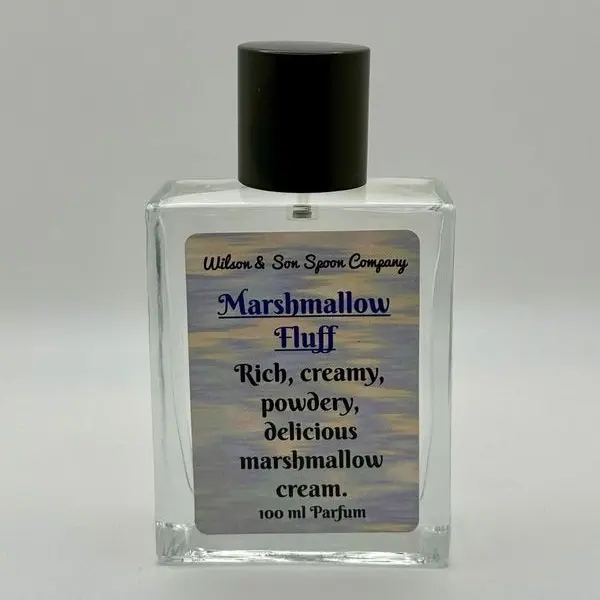 Wilson & Son Spoon Company
Marshmallow
Fluff
Rich, creamy,
powdery,
delicious
marshmallow
cream.
100 ml Parfum